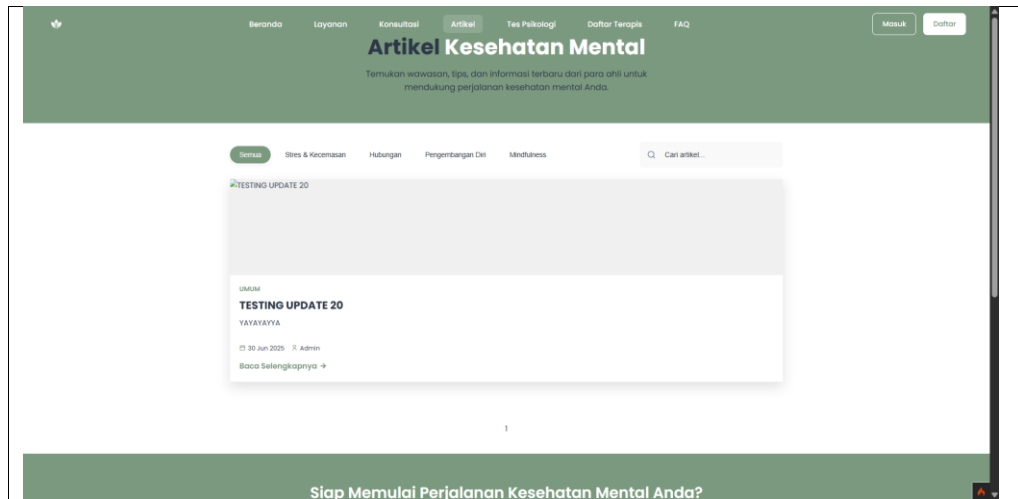 Beranda Layanan Konsultasi Artikel Tes Psikologi Daftar Terapis FAQ Masuk Daftar
Artikel Kesehatan Mental
Temukan wawasan, tips, dan informasi terbaru dari para ahli untuk
mendukung perjalanan kesehatan mental Anda.
Semua Stres & Kecemasan Hubungan Pengembangan Diri Mindfulness Cari artikel...
TESTING UPDATE 20
UMUM
TESTING UPDATE 20
YAYAYAYYA
30 Jun 2025 Admin
Baca Selengkapnya →
1
Siap Memulai Perjalanan Kesehatan Mental Anda?